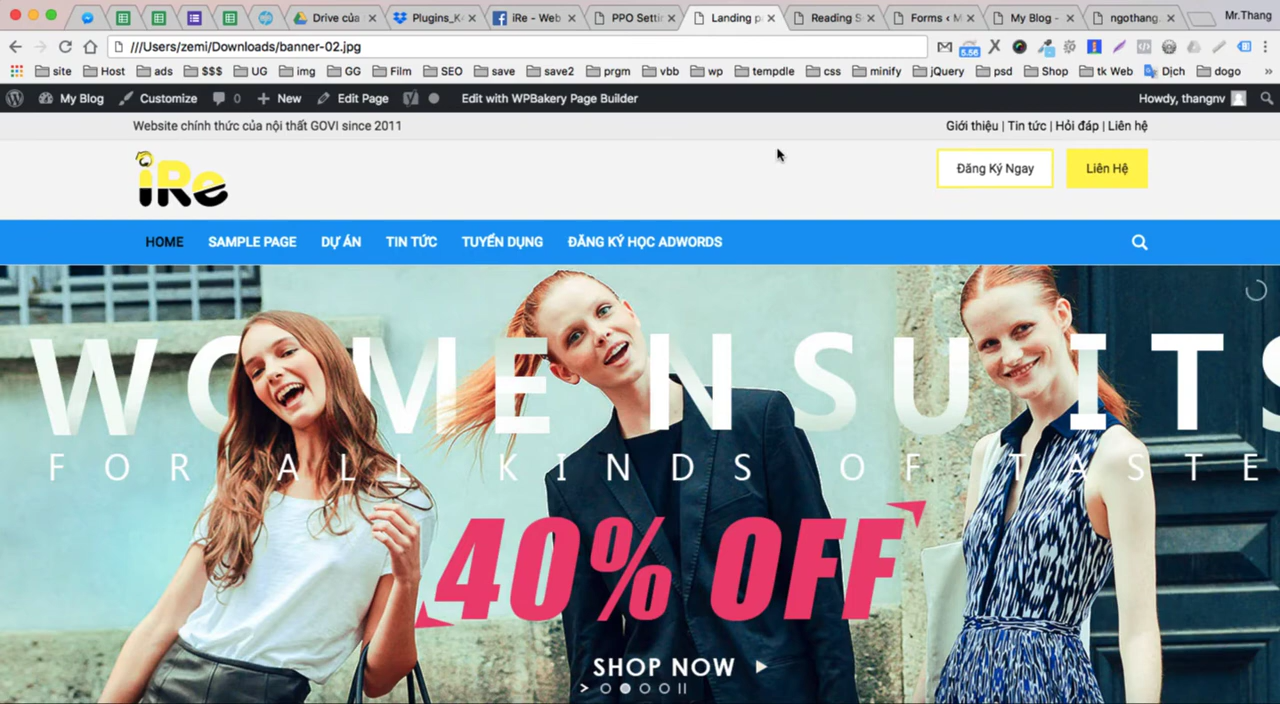 Drive của
Plugins_K
iRe - Web
PPO Setti
Landing p
Reading S
Forms ‹ M
My Blog -
ngothang.
Mr.Thang
///Users/zemi/Downloads/banner-02.jpg
5.56
site Host ads $$$ UG img GG Film SEO save save2 prgm vbb wp tempdle css minify jQuery psd Shop tk Web Dịch dogo »
My Blog Customize 0 New Edit Page Edit with WPBakery Page Builder Howdy, thangnv
Website chính thức của nội thất GOVI since 2011
Giới thiệu | Tin tức | Hỏi đáp | Liên hệ
iRe
Đăng Ký Ngay
Liên Hệ
HOME SAMPLE PAGE DỰ ÁN TIN TỨC TUYỂN DỤNG ĐĂNG KÝ HỌC ADWORDS
WOMEN SUITS
FOR ALL KINDS OF TASTE
40% OFF
SHOP NOW